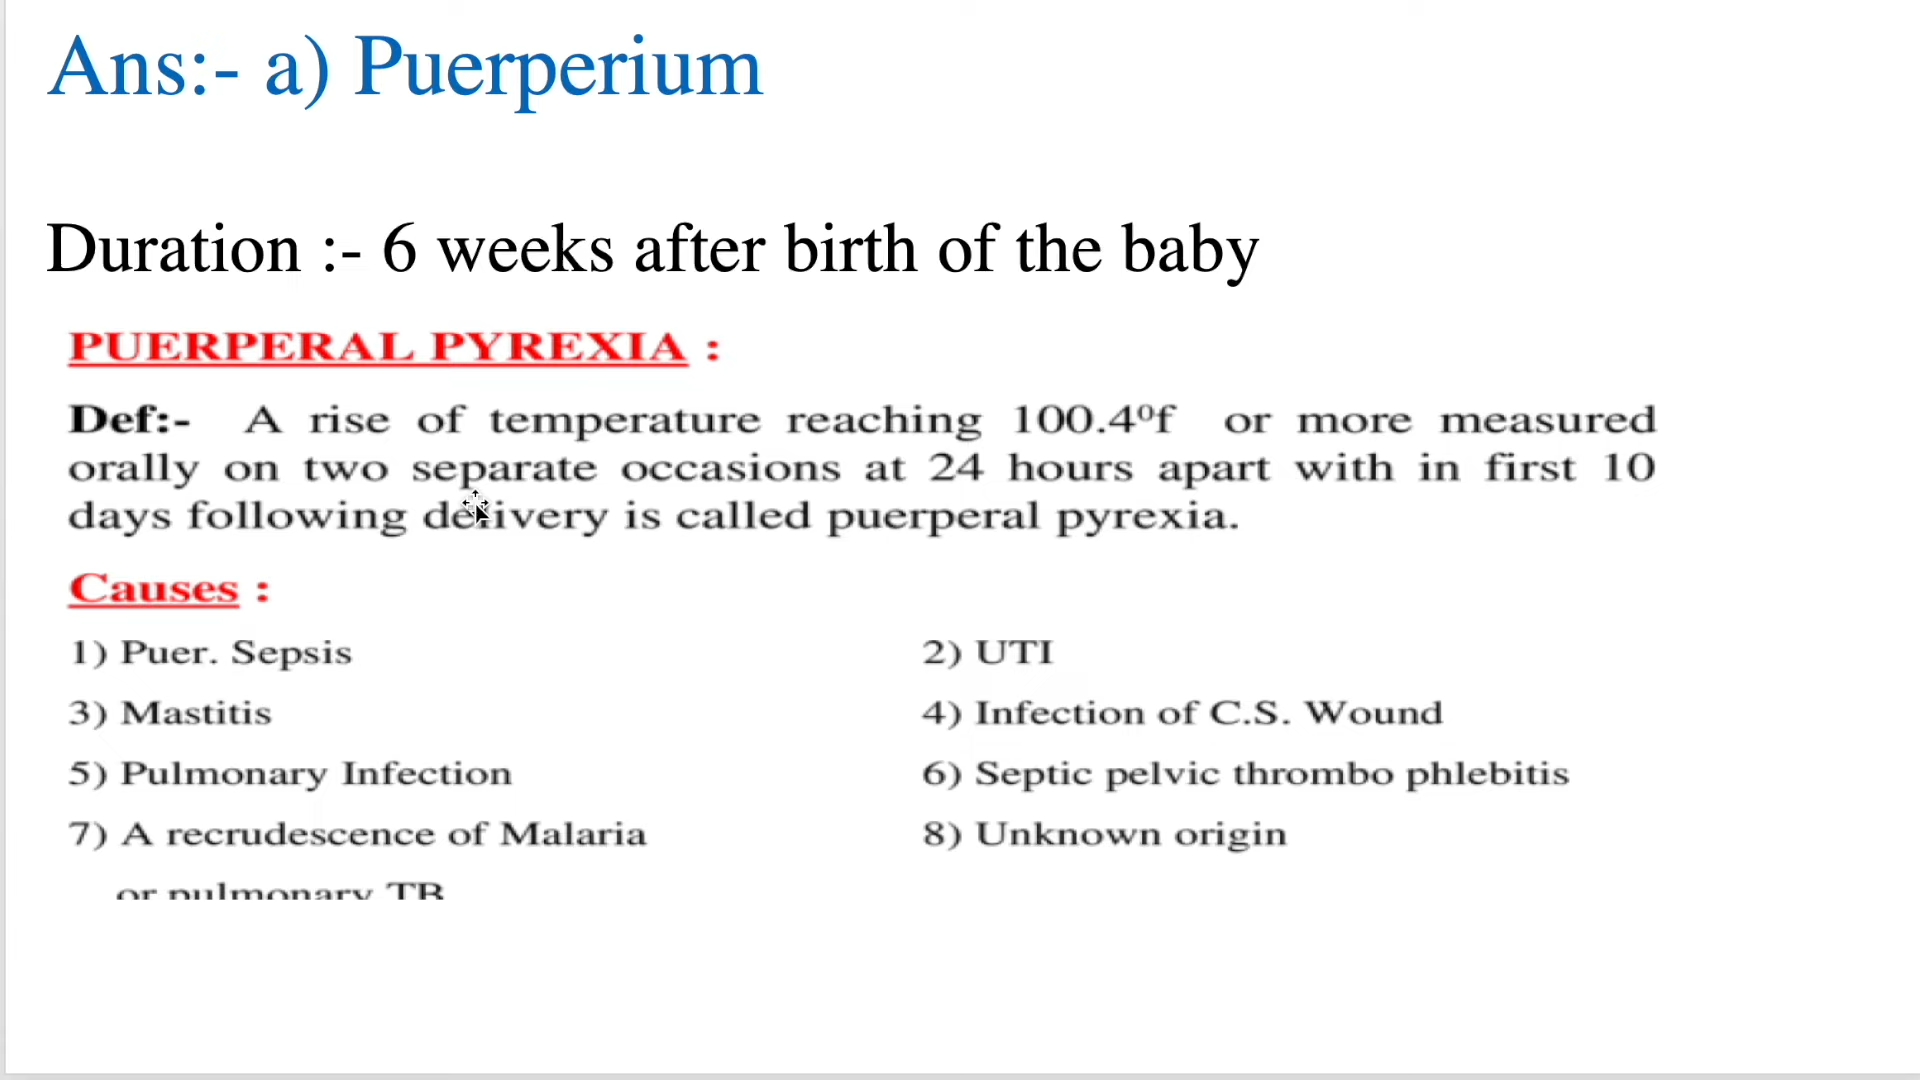 Ans:- a) Puerperium
Duration :- 6 weeks after birth of the baby
PUERPERAL PYREXIA :
Def:- A rise of temperature reaching 100.4⁰f or more measured
orally on two separate occasions at 24 hours apart with in first 10
days following delivery is called puerperal pyrexia.
Causes :
1) Puer. Sepsis 2) UTI
3) Mastitis 4) Infection of C.S. Wound
5) Pulmonary Infection 6) Septic pelvic thrombo phlebitis
7) A recrudescence of Malaria 8) Unknown origin
or pulmonary TB